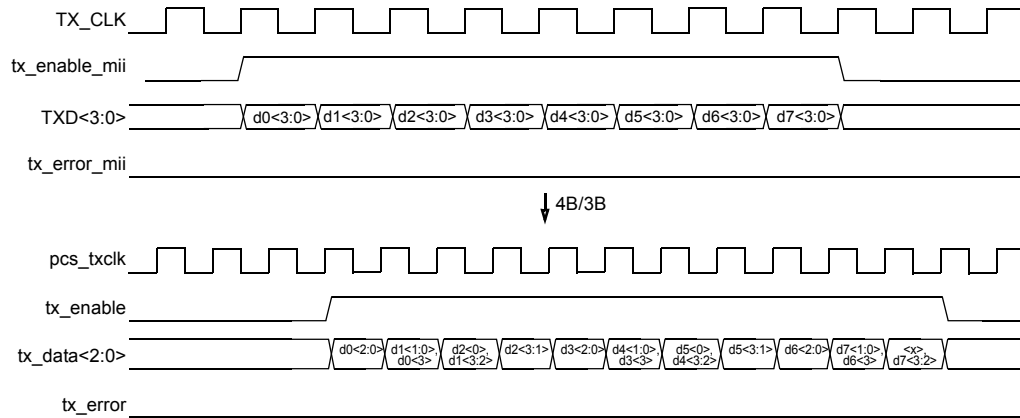 TX_CLK
tx_enable_mii
TXD<3:0> d0<3:0> d1<3:0> d2<3:0> d3<3:0> d4<3:0> d5<3:0> d6<3:0> d7<3:0>
tx_error_mii
4B/3B
pcs_txclk
tx_enable
tx_data<2:0> d0<2:0> d1<1:0>, d0<3> d2<0>, d1<3:2> d2<3:1> d3<2:0> d4<1:0>, d3<3> d5<0>, d4<3:2> d5<3:1> d6<2:0> d7<1:0>, d6<3> <x>, d7<3:2>
tx_error